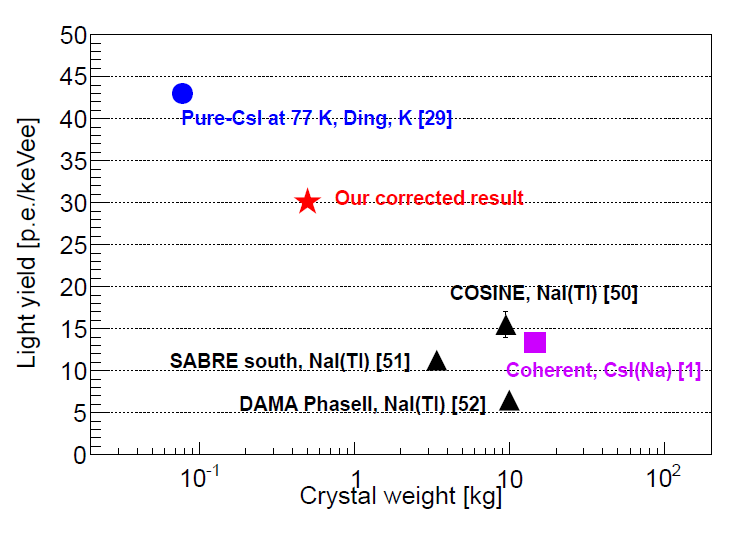 50
45
Pure-CsI at 77 K, Ding, K [29]
40
35
Our corrected result
30
25
COSINE, NaI(Tl) [50]
20
15
SABRE south, NaI(Tl) [51]
Coherent, CsI(Na) [1]
10
DAMA PhaseII, NaI(Tl) [52]
5
0
10⁻¹ 1 10 10²
Crystal weight [kg]
Light yield [p.e./keVee]